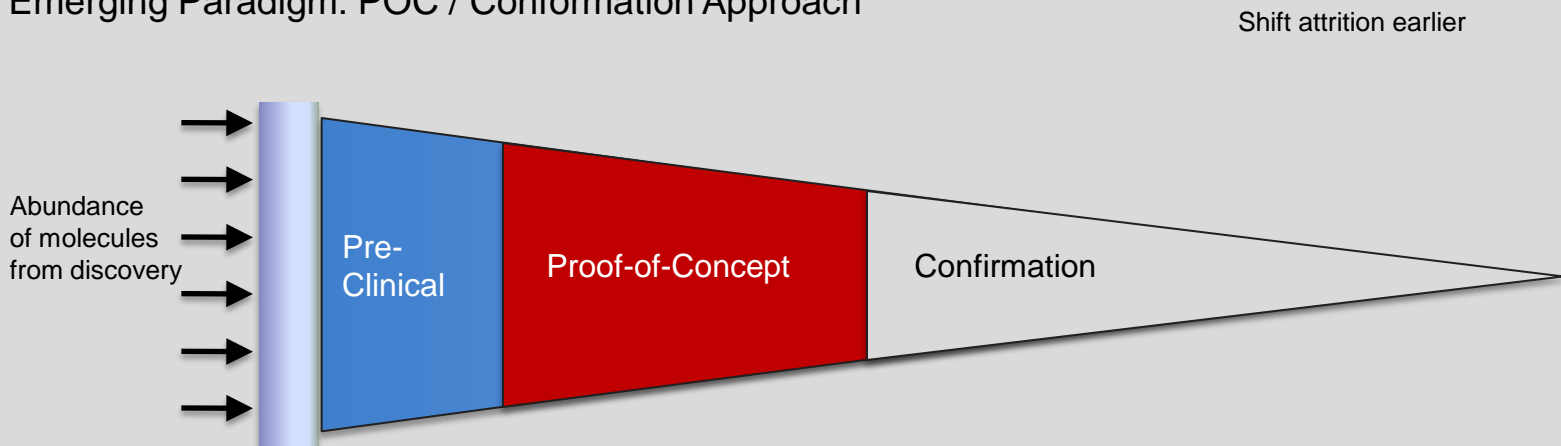 Emerging Paradigm: POC / Conformation Approach
Shift attrition earlier
Abundance
of molecules
from discovery
Pre-
Clinical
Proof-of-Concept
Confirmation